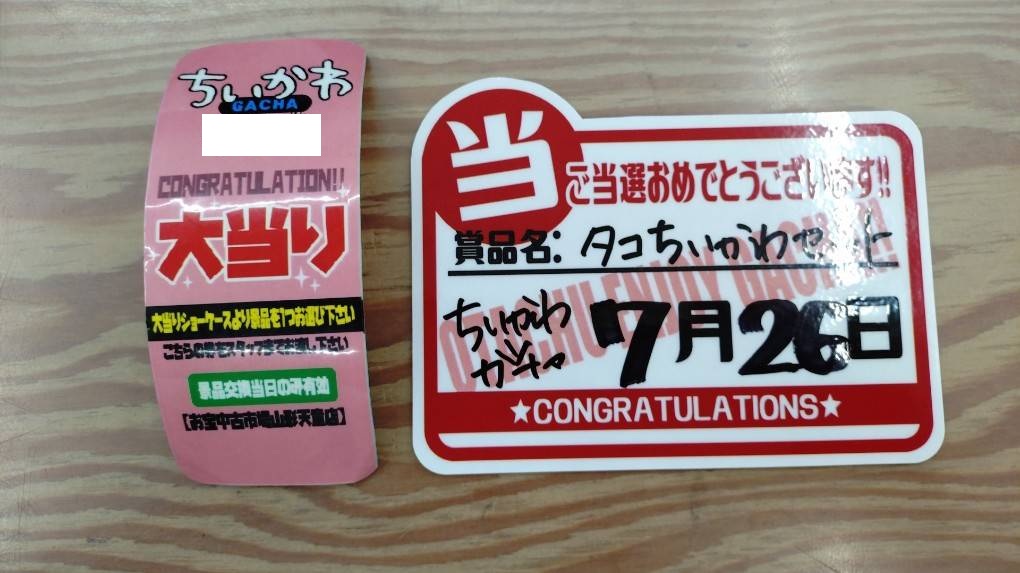 ちいかわ
GACHA
CONGRATULATION!!
大当り
大当りショーケースより景品を1つお選び下さい
こちらの券をスタッフまでお渡し下さい
景品交換当日のみ有効
【お宝中古市場山形天童店】
当
ご当選おめでとうございます!!
賞品名: タコちいかわセット
ちいかわ
ガチャ
7月26日
★CONGRATULATIONS★